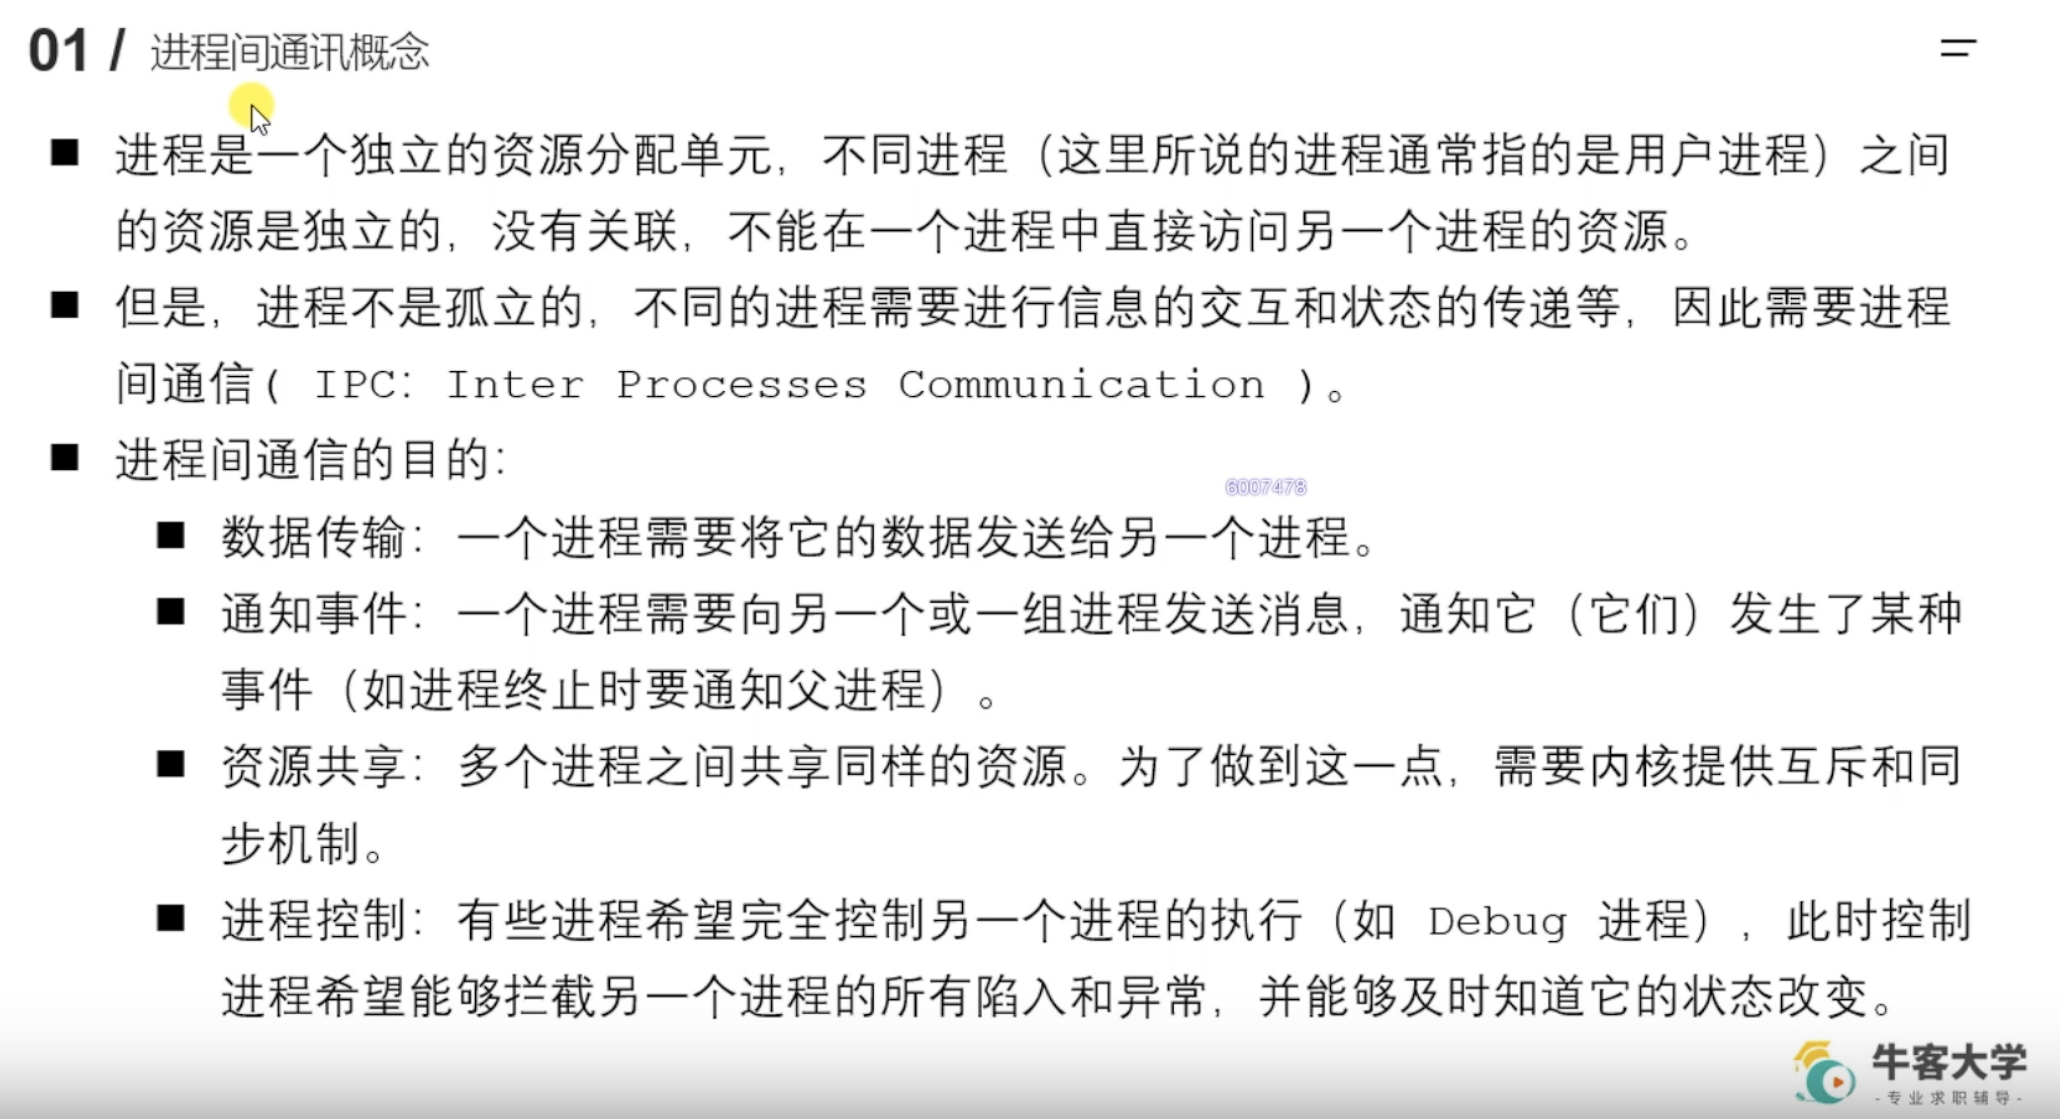 01 / 进程间通讯概念
■ 进程是一个独立的资源分配单元，不同进程（这里所说的进程通常指的是用户进程）之间
的资源是独立的，没有关联，不能在一个进程中直接访问另一个进程的资源。
■ 但是，进程不是孤立的，不同的进程需要进行信息的交互和状态的传递等，因此需要进程
间通信( IPC: Inter Processes Communication )。
■ 进程间通信的目的：
6007478
■ 数据传输：一个进程需要将它的数据发送给另一个进程。
■ 通知事件：一个进程需要向另一个或一组进程发送消息，通知它（它们）发生了某种
事件（如进程终止时要通知父进程）。
■ 资源共享：多个进程之间共享同样的资源。为了做到这一点，需要内核提供互斥和同
步机制。
■ 进程控制：有些进程希望完全控制另一个进程的执行（如 Debug 进程），此时控制
进程希望能够拦截另一个进程的所有陷入和异常，并能够及时知道它的状态改变。
牛客大学
-专业求职辅导-